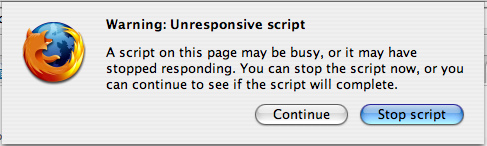 Warning: Unresponsive script
A script on this page may be busy, or it may have
stopped responding. You can stop the script now, or you
can continue to see if the script will complete.
Continue
Stop script